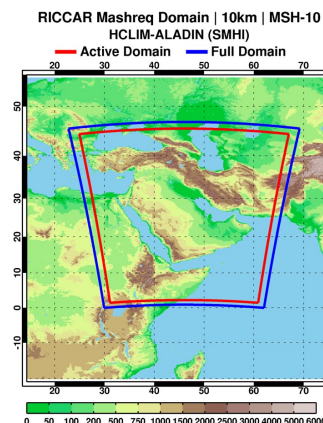 RICCAR Mashreq Domain | 10km | MSH-10
HCLIM-ALADIN (SMHI)
Active Domain Full Domain
20 30 40 50 60 70
50
40
30
20
10
0
-10
20 30 40 50 60 70
0 50 100 200 500 750 1000 1500 2000 2500 3000 4000 5000 6000